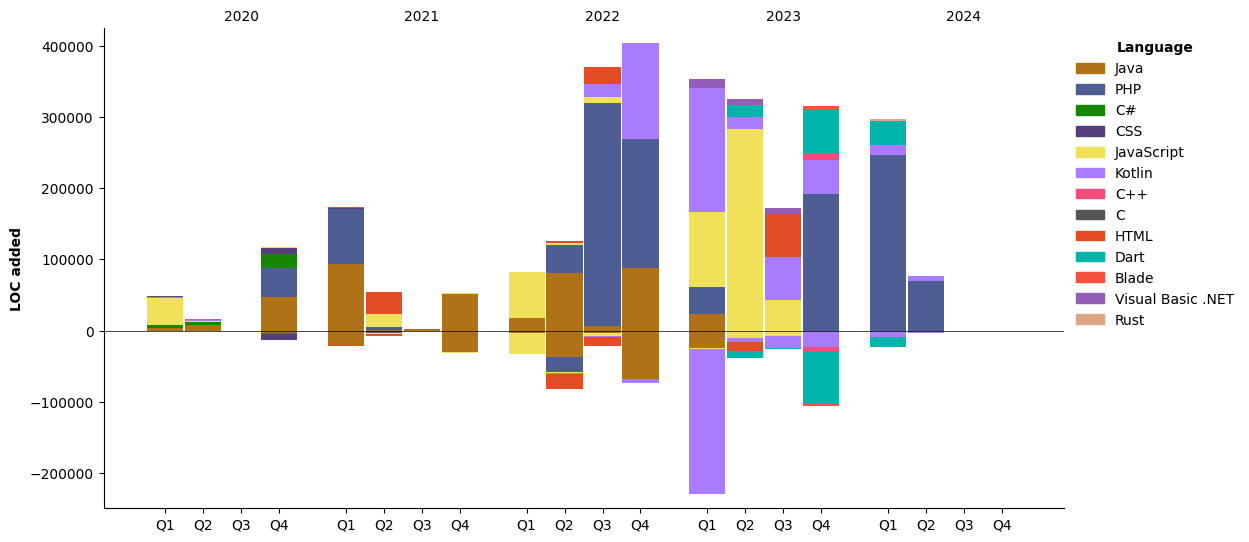 2020 2021 2022 2023 2024
LOC added
400000
300000
200000
100000
0
−100000
−200000
Q1 Q2 Q3 Q4 Q1 Q2 Q3 Q4 Q1 Q2 Q3 Q4 Q1 Q2 Q3 Q4 Q1 Q2 Q3 Q4
Language
Java
PHP
C#
CSS
JavaScript
Kotlin
C++
C
HTML
Dart
Blade
Visual Basic .NET
Rust